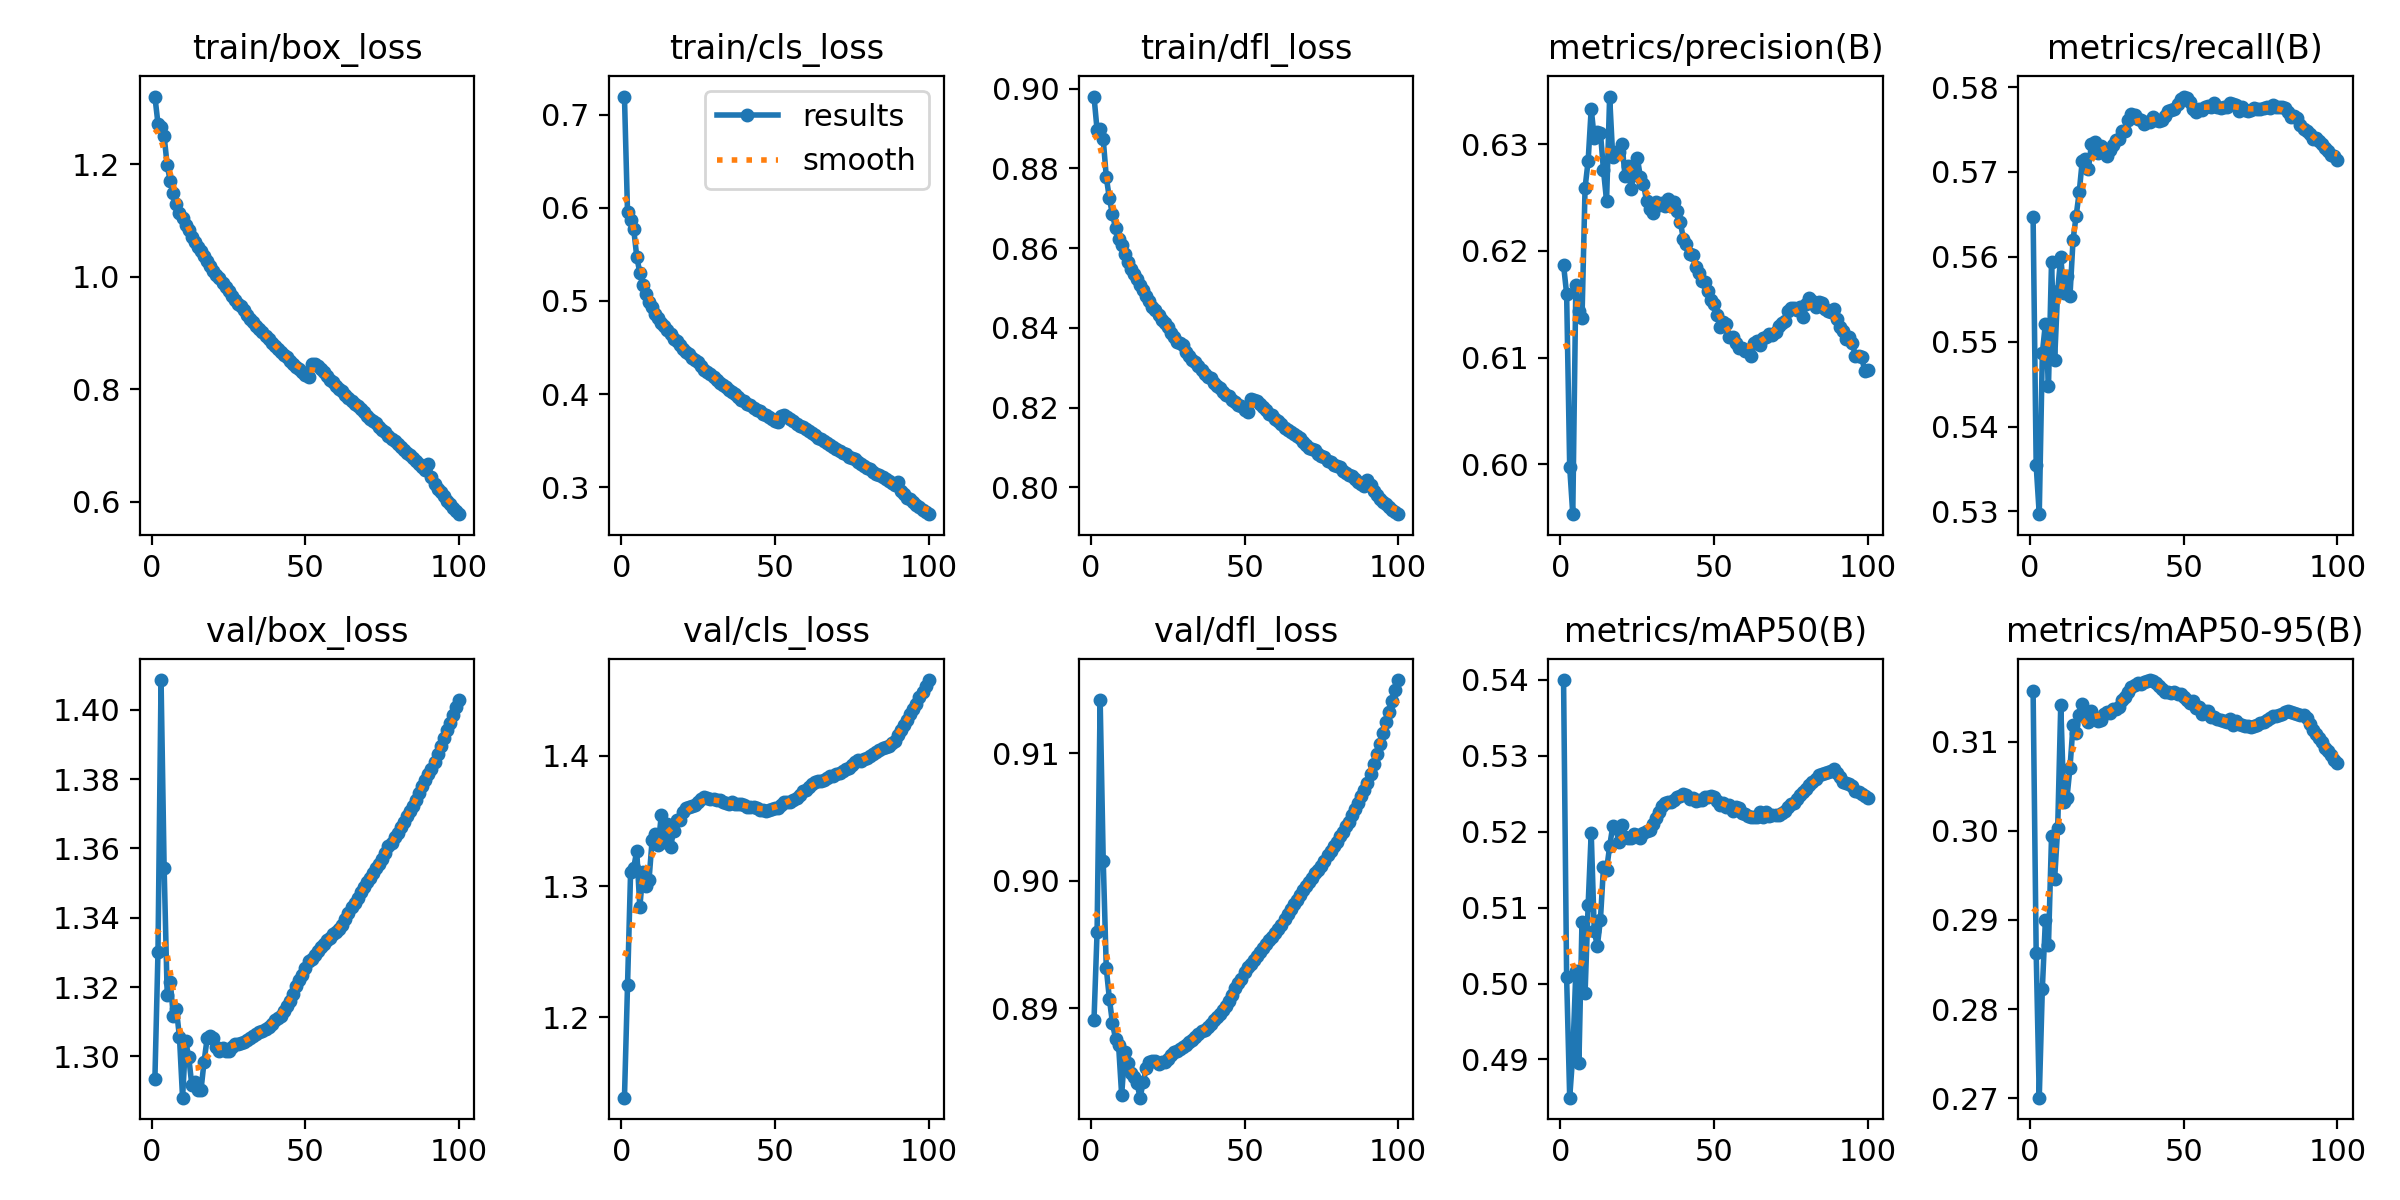 train/box_loss
1.2
1.0
0.8
0.6
0 50 100
train/cls_loss
results
smooth
0.7
0.6
0.5
0.4
0.3
0 50 100
train/dfl_loss
0.90
0.88
0.86
0.84
0.82
0.80
0 50 100
metrics/precision(B)
0.63
0.62
0.61
0.60
0 50 100
metrics/recall(B)
0.58
0.57
0.56
0.55
0.54
0.53
0 50 100
val/box_loss
1.40
1.38
1.36
1.34
1.32
1.30
0 50 100
val/cls_loss
1.4
1.3
1.2
0 50 100
val/dfl_loss
0.91
0.90
0.89
0 50 100
metrics/mAP50(B)
0.54
0.53
0.52
0.51
0.50
0.49
0 50 100
metrics/mAP50-95(B)
0.31
0.30
0.29
0.28
0.27
0 50 100